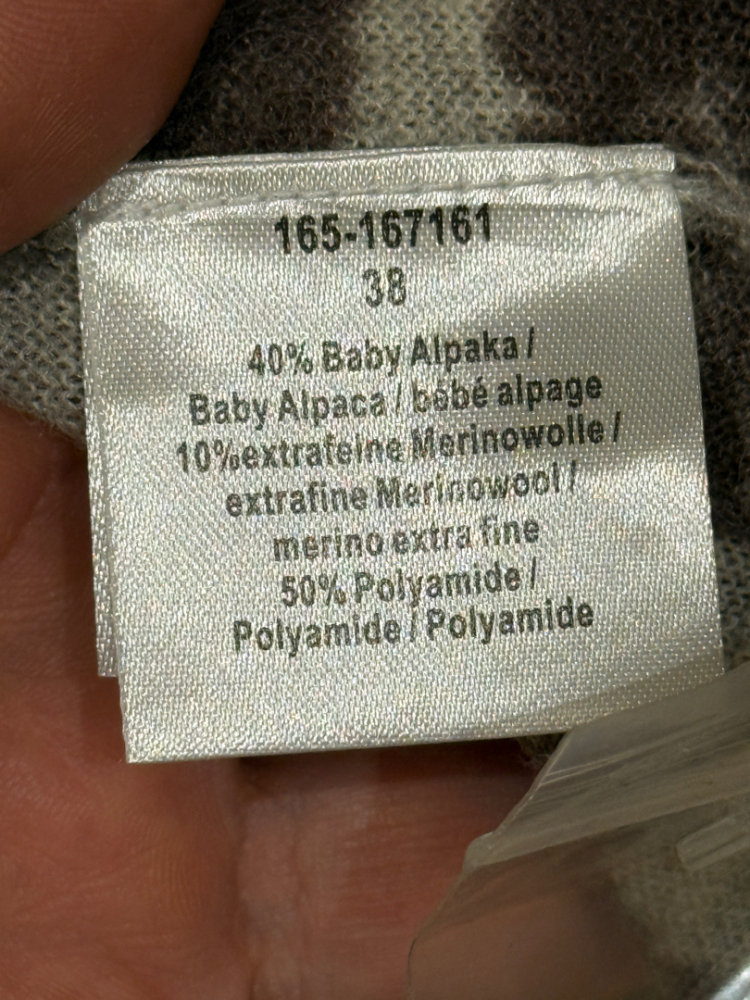 165-167161
38
40% Baby Alpaka /
Baby Alpaca / bébé alpage
10%extrafeine Merinowolle /
extrafine Merinowool /
merino extra fine
50% Polyamide /
Polyamide / Polyamide